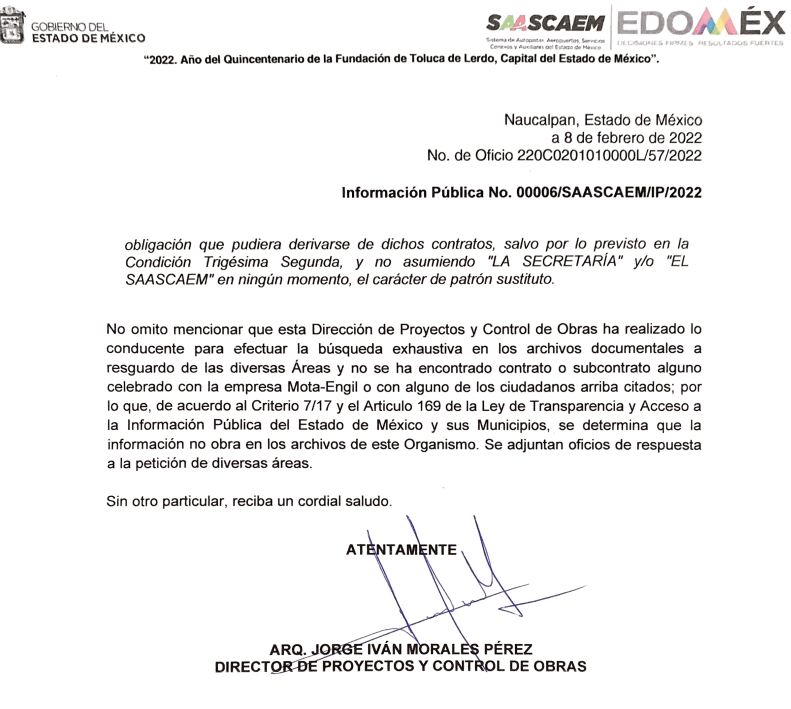 GOBIERNO DEL
ESTADO DE MÉXICO
SAASCAEM
Sistema de Autopistas, Aeropuertos, Servicios
Conexos y Auxiliares del Estado de México
EDOMÉX
DECISIONES FIRMES, RESULTADOS FUERTES
“2022. Año del Quincentenario de la Fundación de Toluca de Lerdo, Capital del Estado de México”.
Naucalpan, Estado de México
a 8 de febrero de 2022
No. de Oficio 220C0201010000L/57/2022
Información Pública No. 00006/SAASCAEM/IP/2022
obligación que pudiera derivarse de dichos contratos, salvo por lo previsto en la
Condición Trigésima Segunda, y no asumiendo "LA SECRETARÍA" y/o "EL
SAASCAEM" en ningún momento, el carácter de patrón sustituto.
No omito mencionar que esta Dirección de Proyectos y Control de Obras ha realizado lo
conducente para efectuar la búsqueda exhaustiva en los archivos documentales a
resguardo de las diversas Áreas y no se ha encontrado contrato o subcontrato alguno
celebrado con la empresa Mota-Engil o con alguno de los ciudadanos arriba citados; por
lo que, de acuerdo al Criterio 7/17 y el Articulo 169 de la Ley de Transparencia y Acceso a
la Información Pública del Estado de México y sus Municipios, se determina que la
información no obra en los archivos de este Organismo. Se adjuntan oficios de respuesta
a la petición de diversas áreas.
Sin otro particular, reciba un cordial saludo.
ATENTAMENTE
ARQ. JORGE IVÁN MORALES PÉREZ
DIRECTOR DE PROYECTOS Y CONTROL DE OBRAS